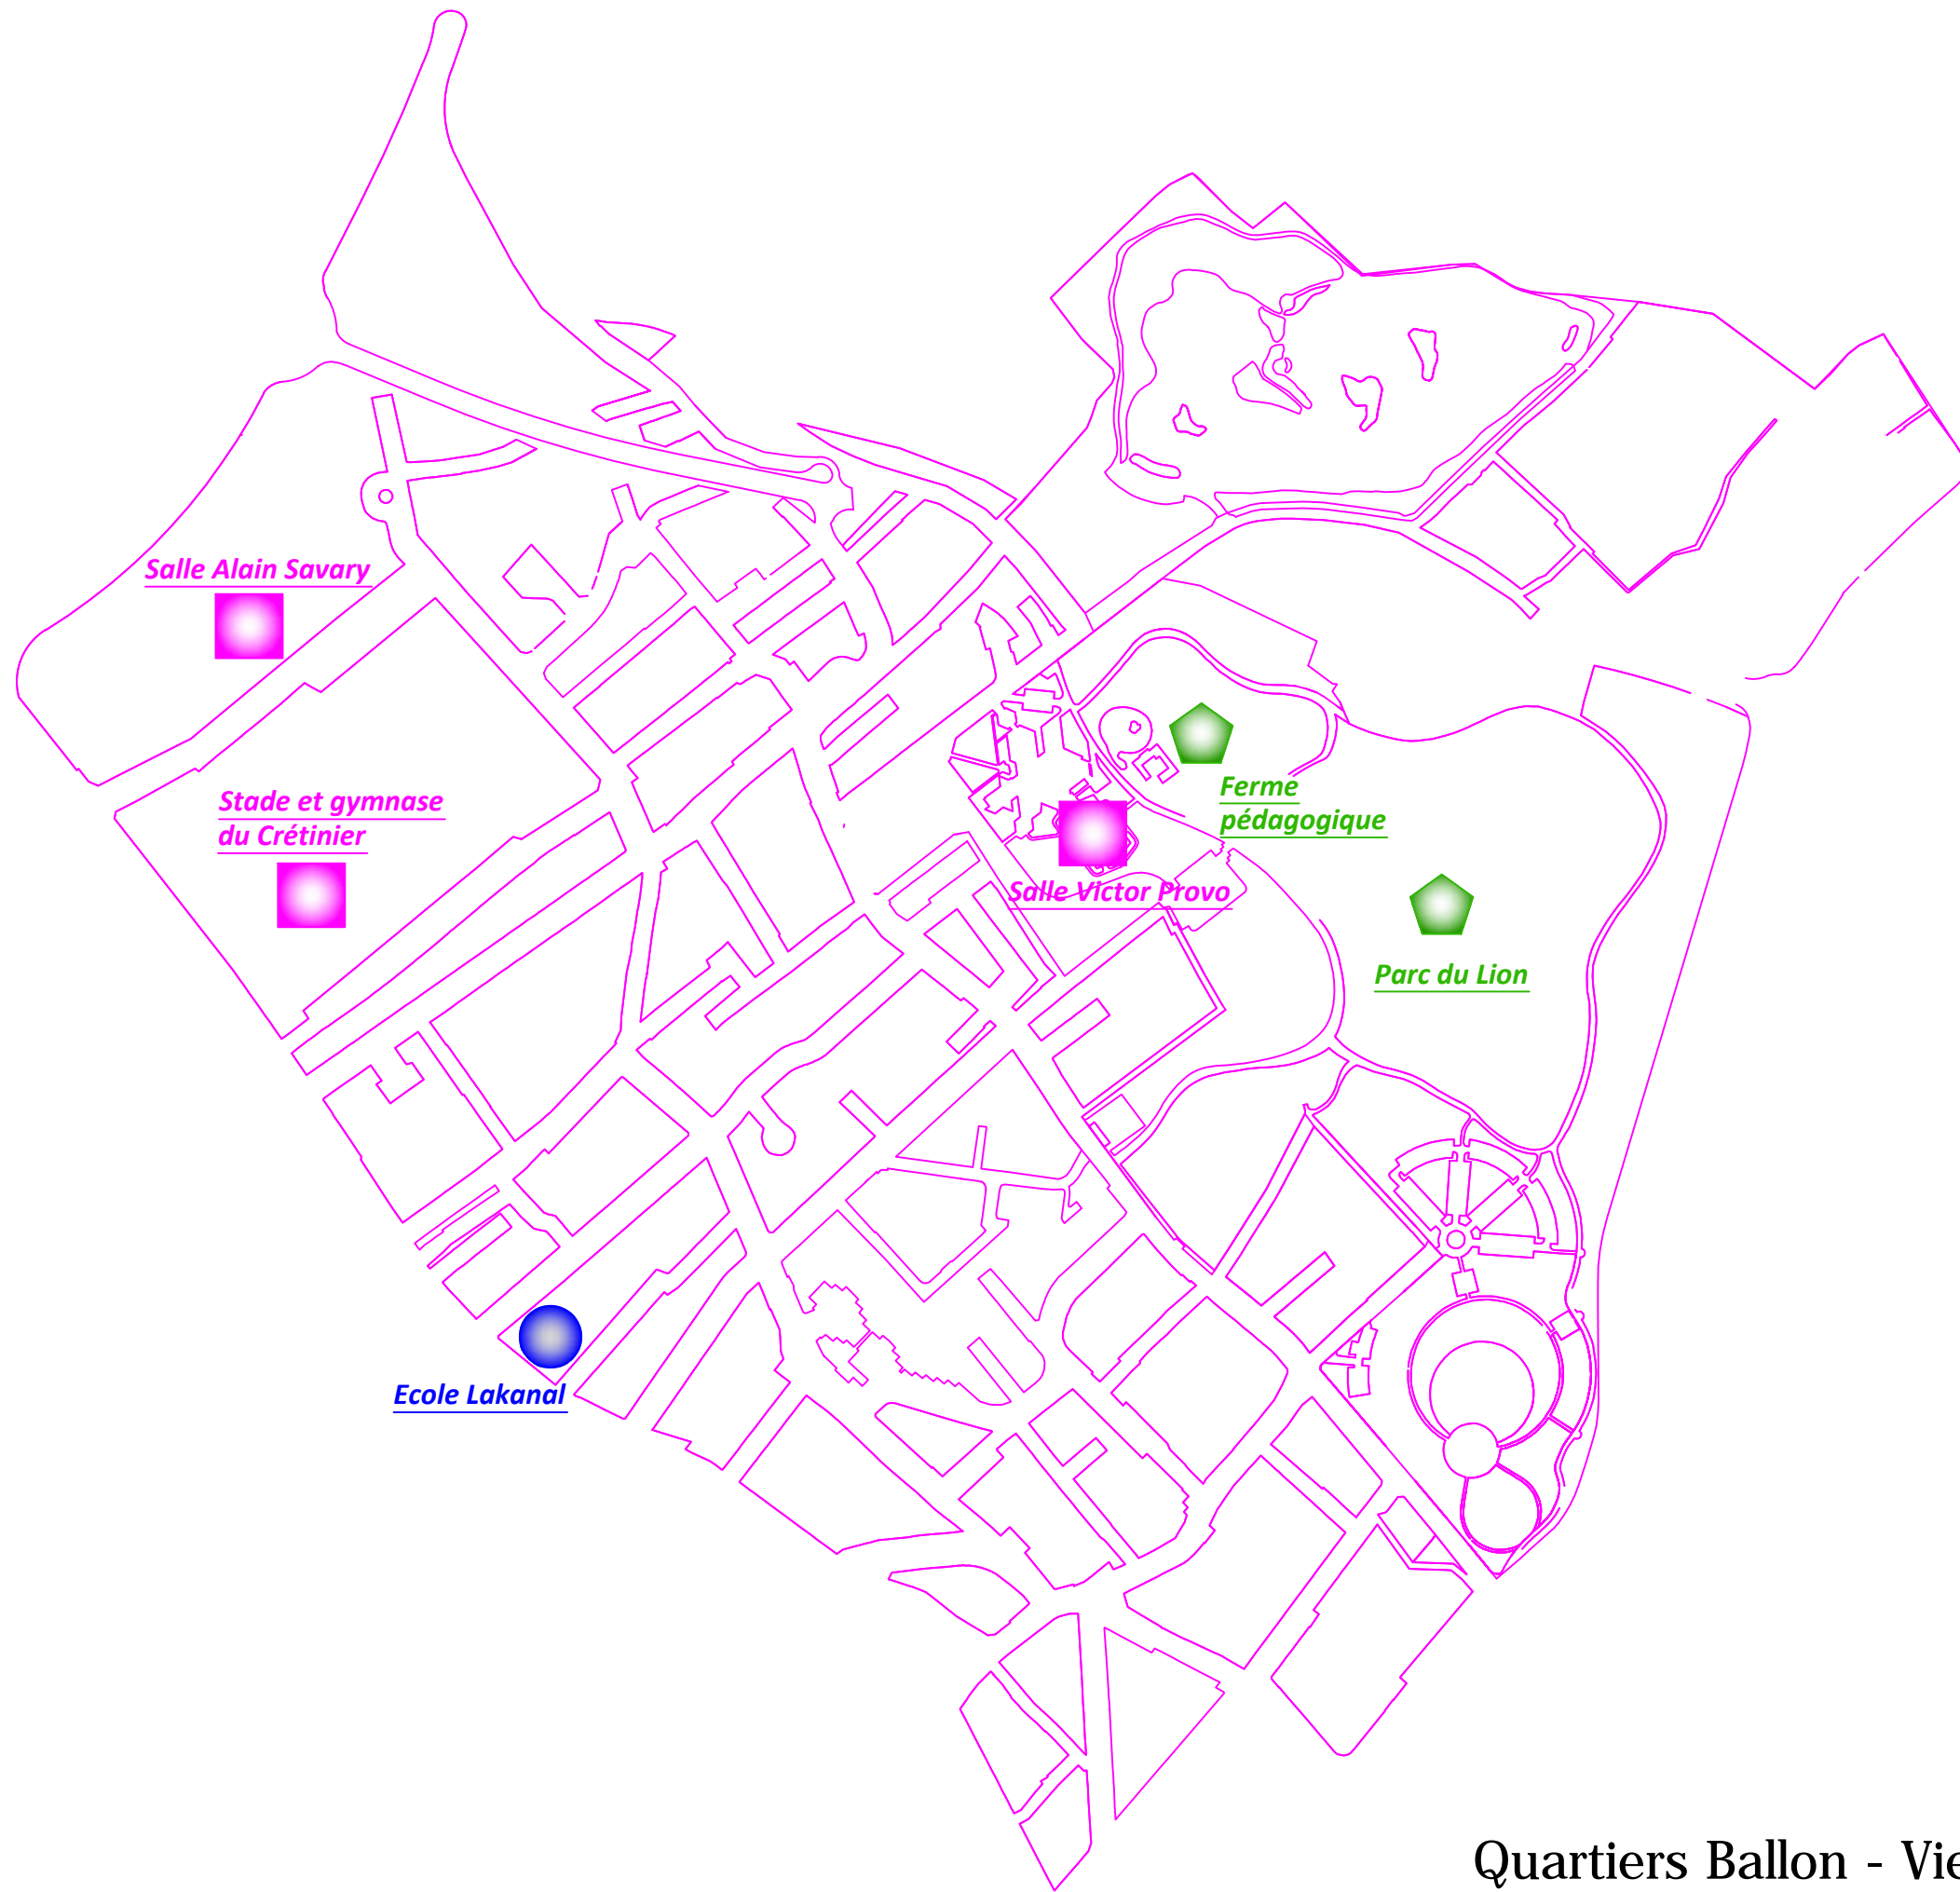 Salle Alain Savary
Stade et gymnase
du Crétinier
Ferme
pédagogique
Salle Victor Provo
Parc du Lion
Ecole Lakanal
Quartiers Ballon - Vie